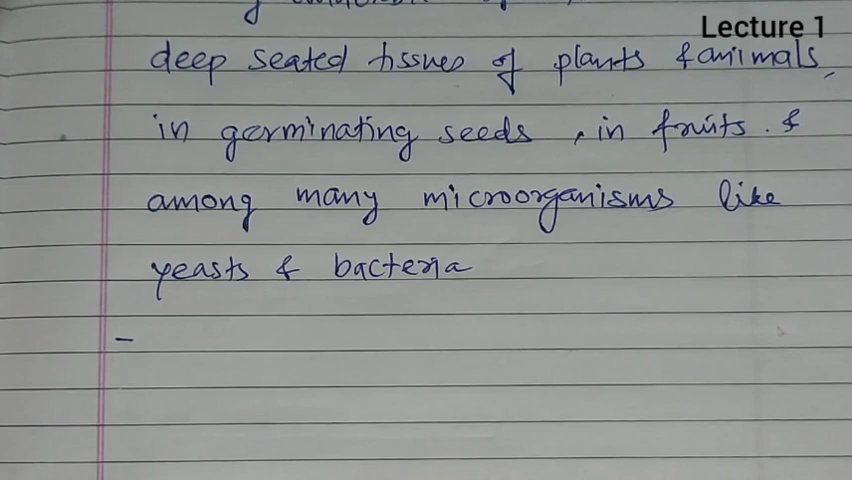 Lecture 1
deep seated tissues of plants & animals,
in germinating seeds , in fruits . &
among many microorganisms like
yeasts & bacteria
-